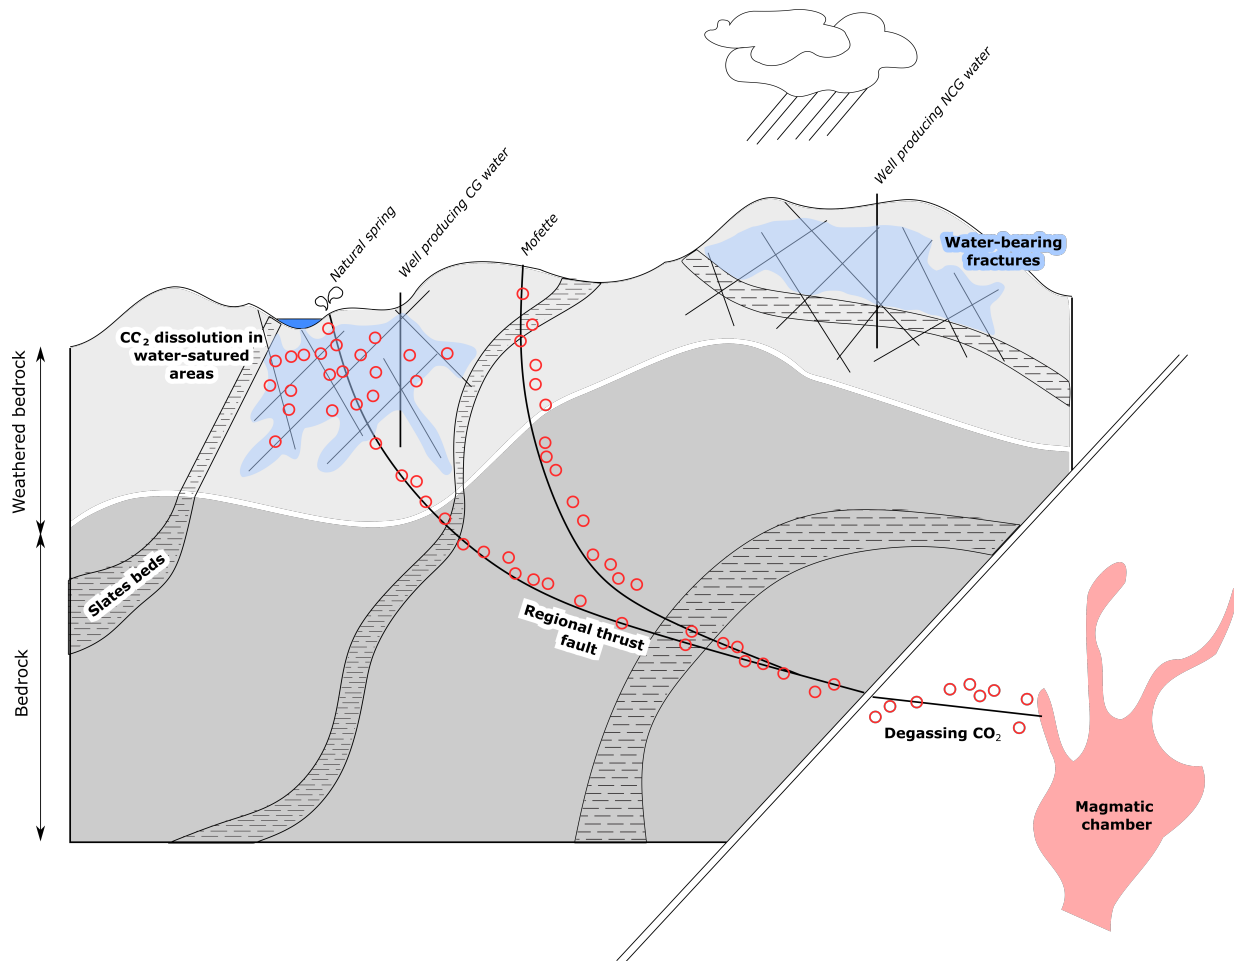 Well producing NCG water
Well producing CG water
Natural spring
Mofette
Water-bearing
fractures
CC₂ dissolution in
water-satured
areas
Weathered bedrock
Slates beds
Regional thrust
fault
Bedrock
Degassing CO₂
Magmatic
chamber